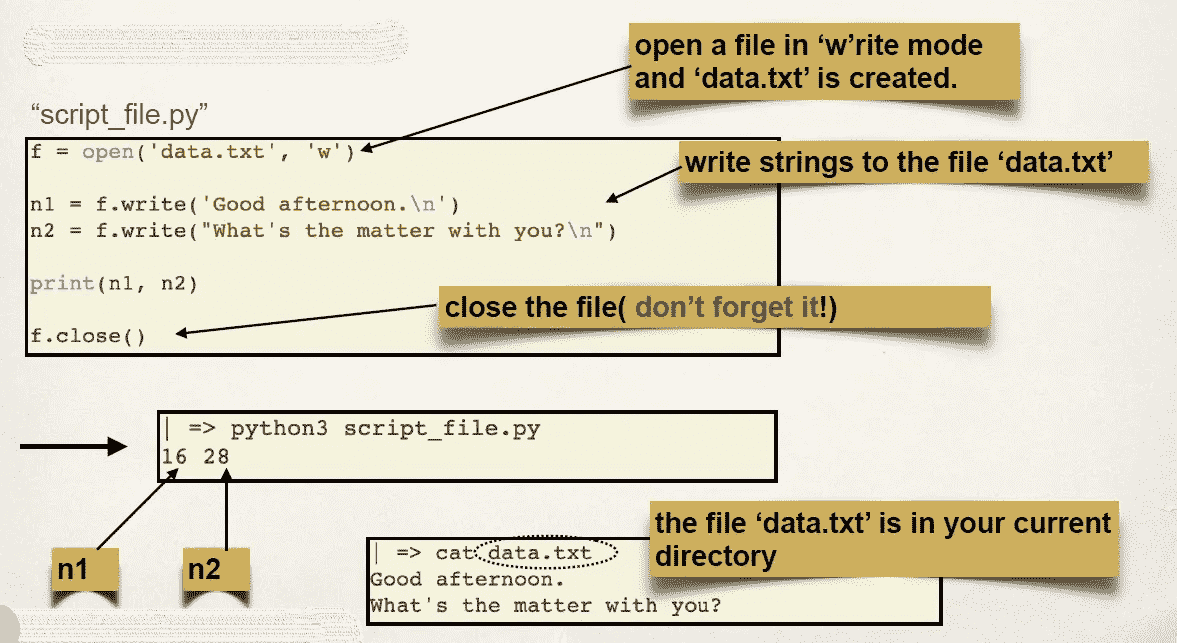 open a file in ‘w’rite mode
and ‘data.txt’ is created.
“script_file.py”
f = open('data.txt', 'w')
write strings to the file ‘data.txt’
n1 = f.write('Good afternoon.\n')
n2 = f.write("What's the matter with you?\n")
print(n1, n2)
close the file( don’t forget it!)
f.close()
| => python3 script_file.py
16 28
n1
n2
the file ‘data.txt’ is in your current
directory
| => cat data.txt
Good afternoon.
What's the matter with you?